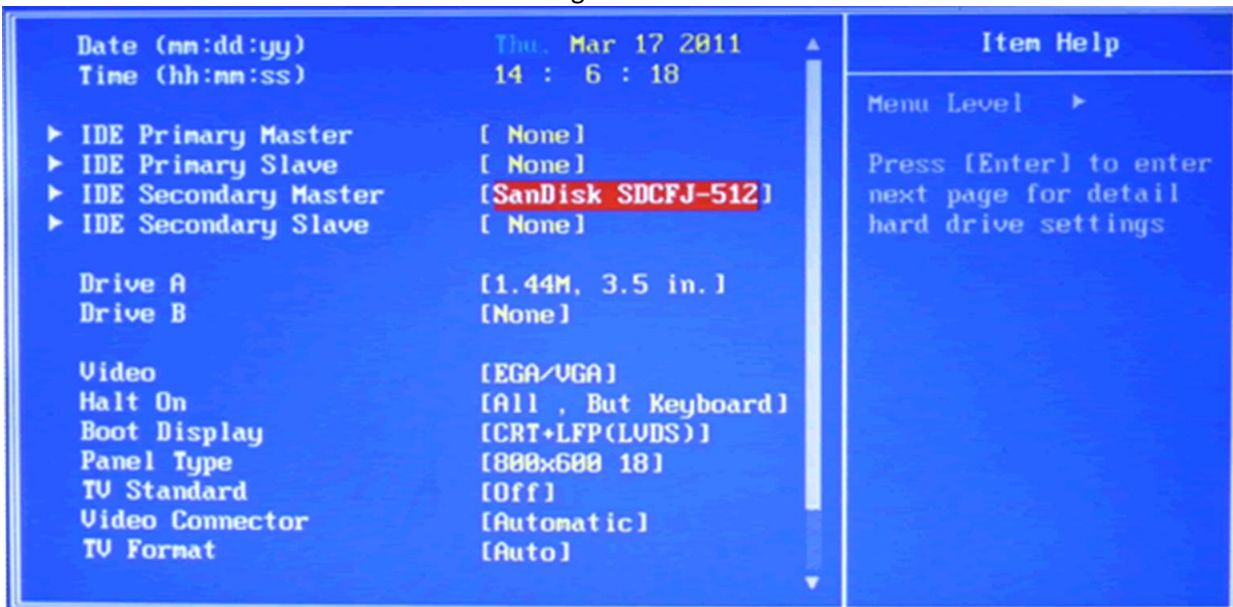 Date (mm:dd:yy) Thu. Mar 17 2011
Time (hh:mm:ss) 14 : 6 : 18
IDE Primary Master [ None]
IDE Primary Slave [ None]
IDE Secondary Master [SanDisk SDCFJ-512]
IDE Secondary Slave [ None]
Drive A [1.44M, 3.5 in.]
Drive B [None]
Video [EGA/VGA]
Halt On [All , But Keyboard]
Boot Display [CRT+LFP(LVDS)]
Panel Type [800x600 18]
TV Standard [Off]
Video Connector [Automatic]
TV Format [Auto]
Item Help
Menu Level
Press [Enter] to enter
next page for detail
hard drive settings